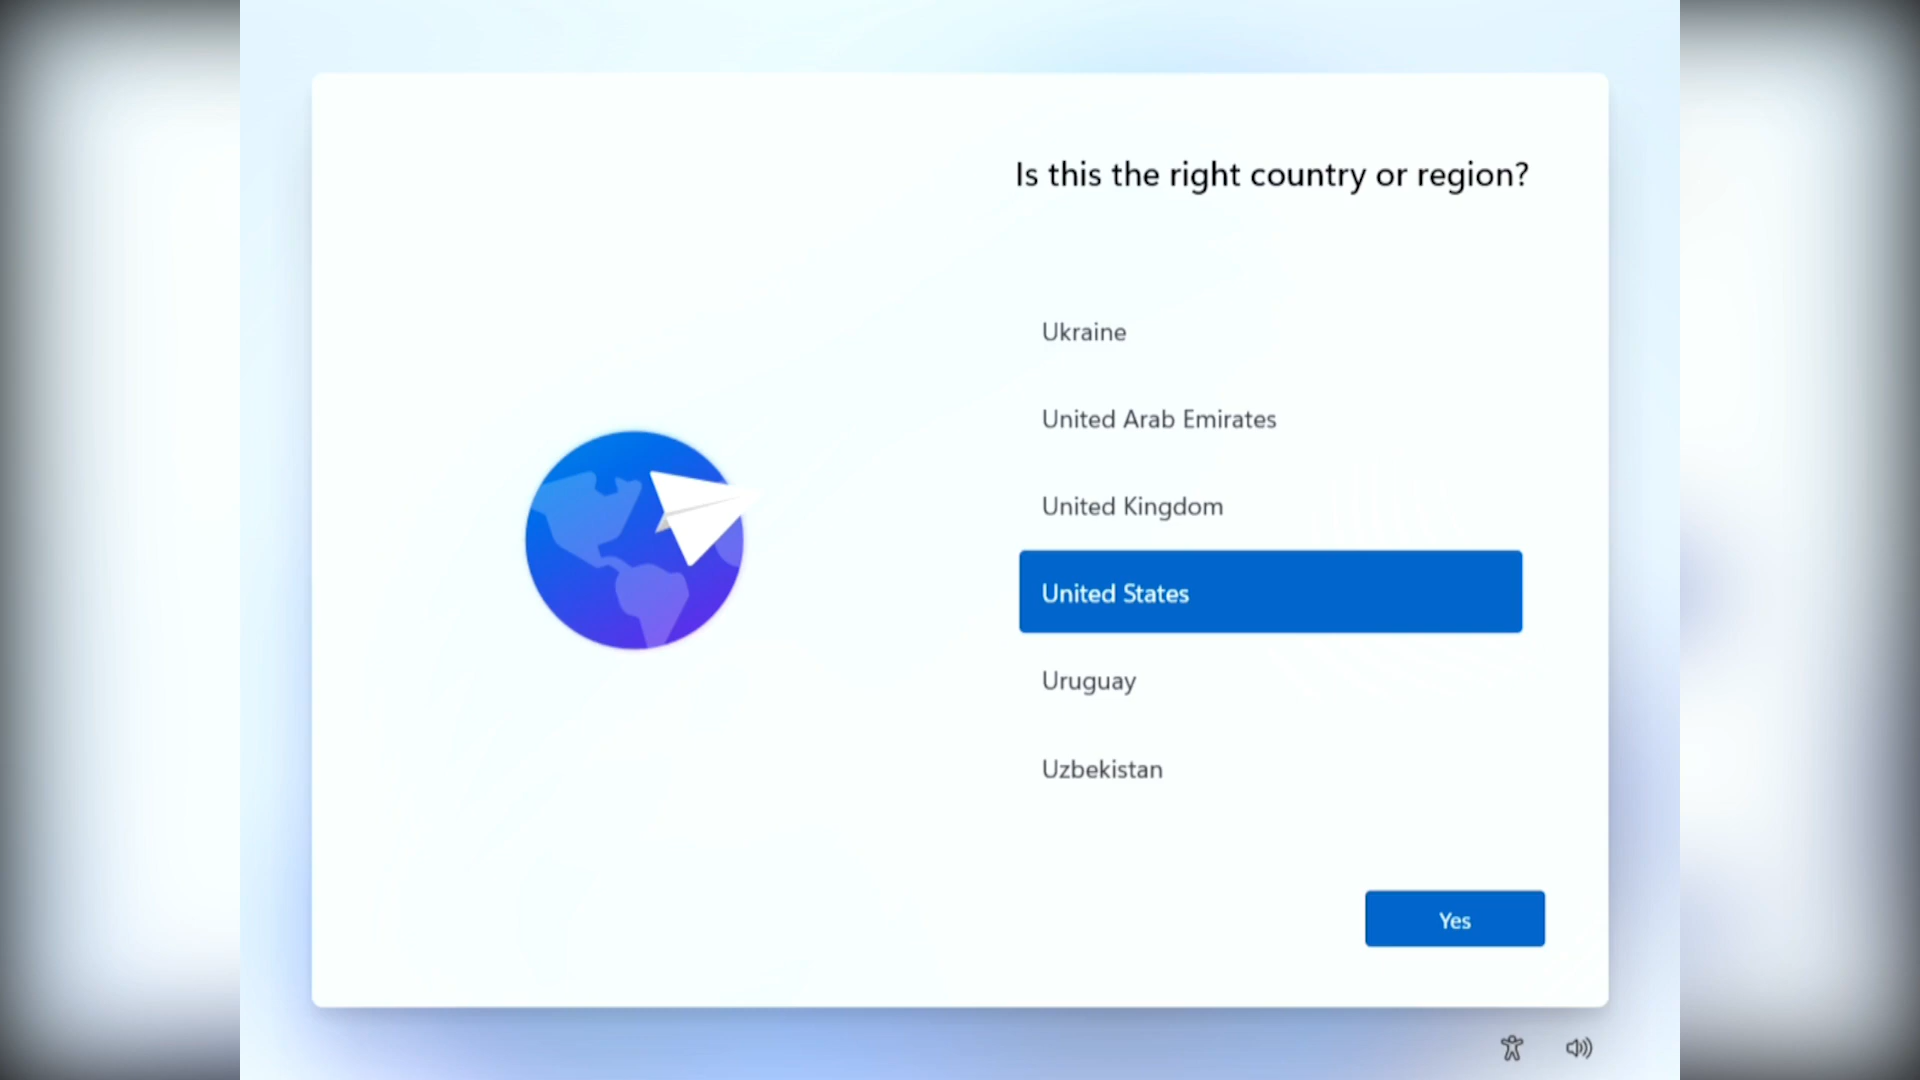 Is this the right country or region?
Ukraine
United Arab Emirates
United Kingdom
United States
Uruguay
Uzbekistan
Yes